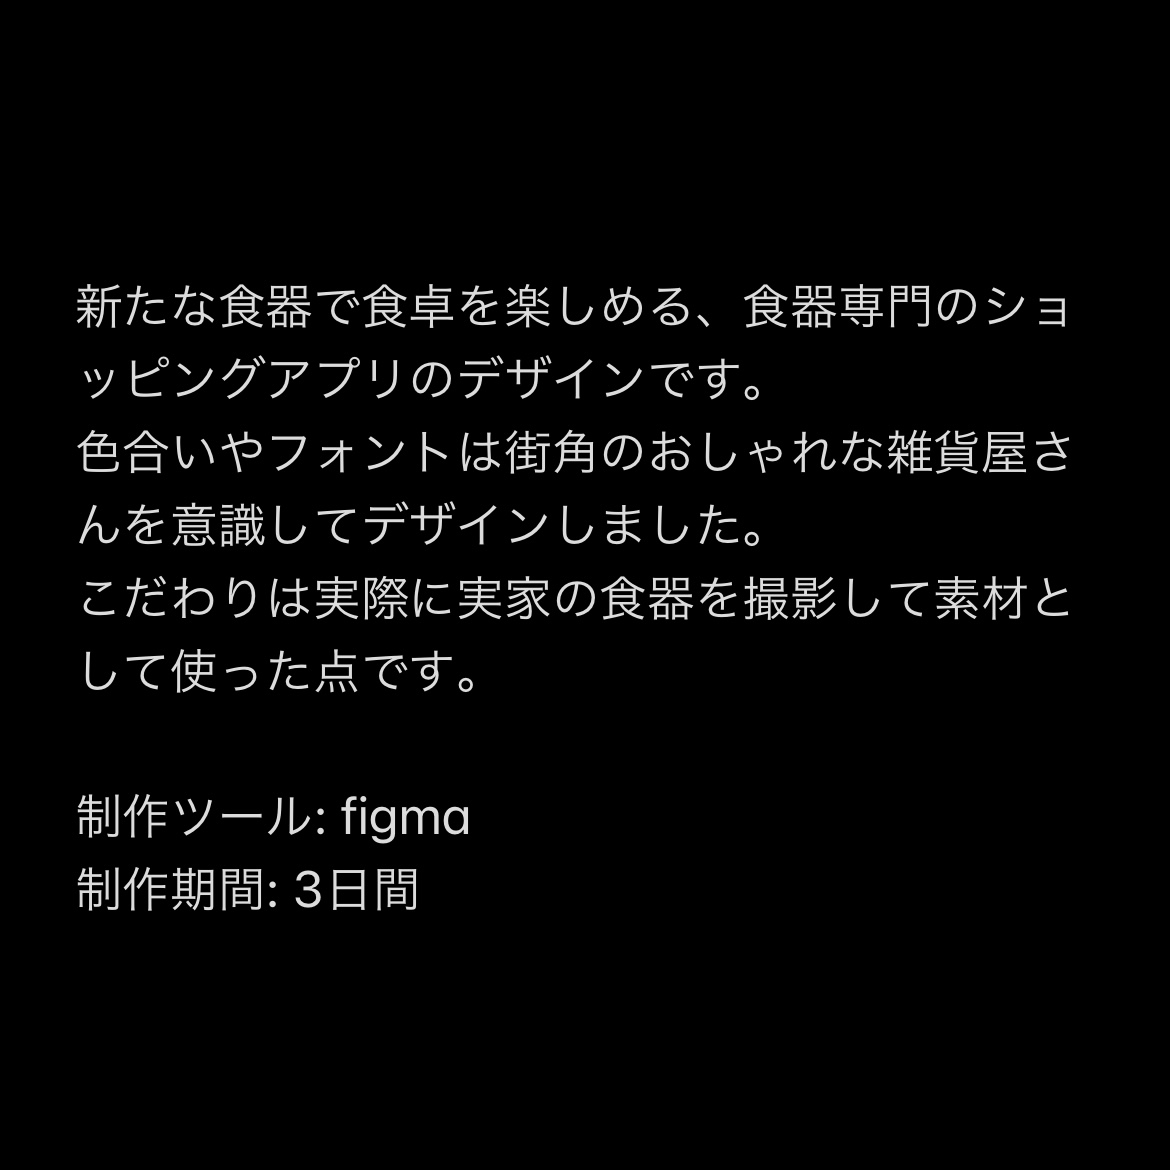 新たな食器で食卓を楽しめる、食器専門のショ
ッピングアプリのデザインです。
色合いやフォントは街角のおしゃれな雑貨屋さ
んを意識してデザインしました。
こだわりは実際に実家の食器を撮影して素材と
して使った点です。
制作ツール: figma
制作期間: 3日間